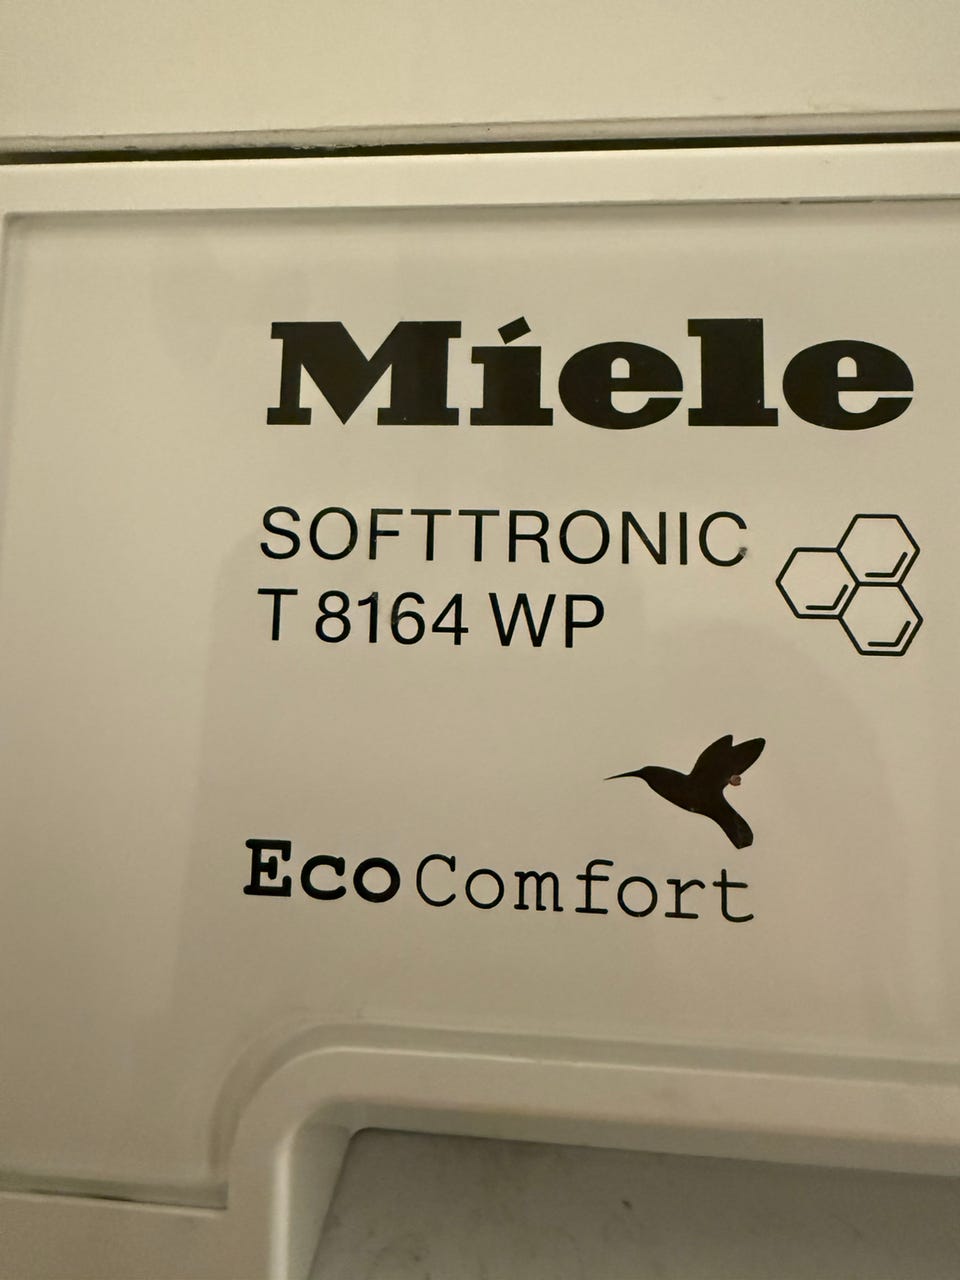 Miele
SOFTTRONIC
T 8164 WP
EcoComfort